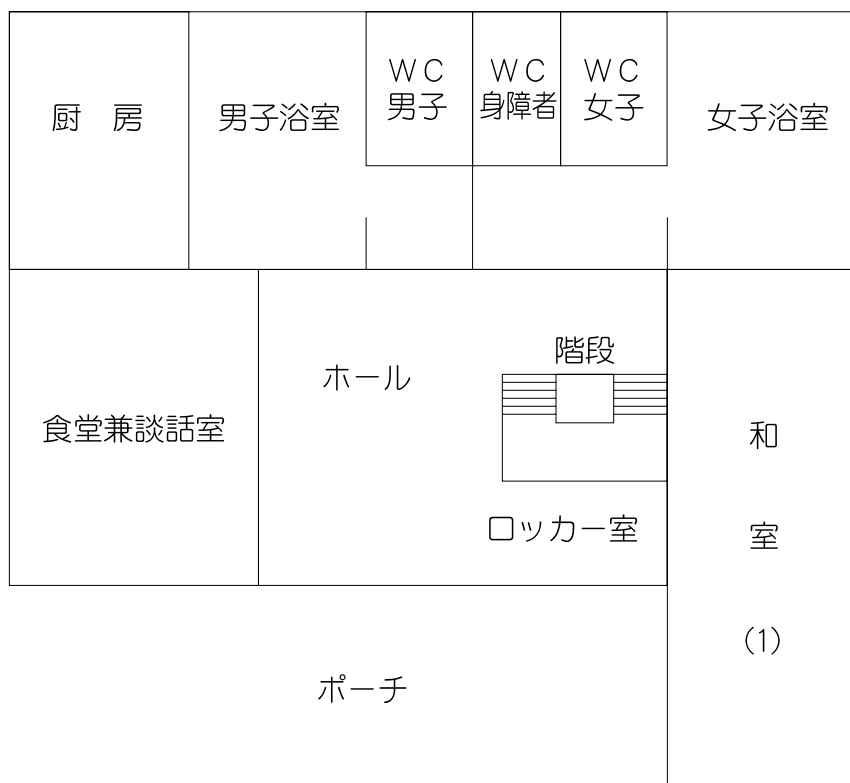 厨　房
男子浴室
ＷＣ
男子
ＷＣ
身障者
ＷＣ
女子
女子浴室
階段
ホール
食堂兼談話室
ロッカー室
和
室
(1)
ポーチ